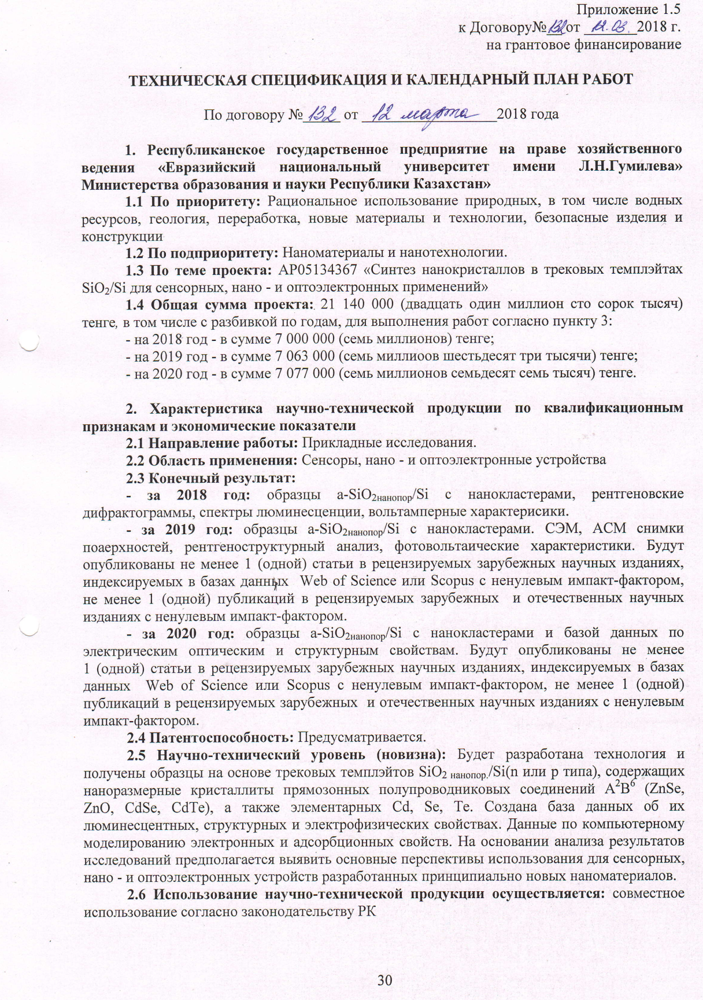 Приложение 1.5
к Договору№ 132 от 12.03. 2018 г.
на грантовое финансирование
ТЕХНИЧЕСКАЯ СПЕЦИФИКАЦИЯ И КАЛЕНДАРНЫЙ ПЛАН РАБОТ
По договору № 132 от 12 марта 2018 года
1. Республиканское государственное предприятие на праве хозяйственного
ведения «Евразийский национальный университет имени Л.Н.Гумилева»
Министерства образования и науки Республики Казахстан»
1.1 По приоритету: Рациональное использование природных, в том числе водных
ресурсов, геология, переработка, новые материалы и технологии, безопасные изделия и
конструкции
1.2 По подприоритету: Наноматериалы и нанотехнологии.
1.3 По теме проекта: АР05134367 «Синтез нанокристаллов в трековых темплэйтах
SiO₂/Si для сенсорных, нано - и оптоэлектронных применений»
1.4 Общая сумма проекта: 21 140 000 (двадцать один миллион сто сорок тысяч)
тенге, в том числе с разбивкой по годам, для выполнения работ согласно пункту 3:
- на 2018 год - в сумме 7 000 000 (семь миллионов) тенге;
- на 2019 год - в сумме 7 063 000 (семь миллиоов шестьдесят три тысячи) тенге;
- на 2020 год - в сумме 7 077 000 (семь миллионов семьдесят семь тысяч) тенге.
2. Характеристика научно-технической продукции по квалификационным
признакам и экономические показатели
2.1 Направление работы: Прикладные исследования.
2.2 Область применения: Сенсоры, нано - и оптоэлектронные устройства
2.3 Конечный результат:
- за 2018 год: образцы a-SiO2нанопор/Si с нанокластерами, рентгеновские
дифрактограммы, спектры люминесценции, вольтамперные характерисики.
- за 2019 год: образцы a-SiO2нанопор/Si с нанокластерами. СЭМ, АСМ снимки
поаерхностей, рентгеноструктурный анализ, фотовольтаические характеристики. Будут
опубликованы не менее 1 (одной) статьи в рецензируемых зарубежных научных изданиях,
индексируемых в базах данных Web of Science или Scopus с ненулевым импакт-фактором,
не менее 1 (одной) публикаций в рецензируемых зарубежных и отечественных научных
изданиях с ненулевым импакт-фактором.
- за 2020 год: образцы a-SiO2нанопор/Si с нанокластерами и базой данных по
электрическим оптическим и структурным свойствам. Будут опубликованы не менее
1 (одной) статьи в рецензируемых зарубежных научных изданиях, индексируемых в базах
данных Web of Science или Scopus с ненулевым импакт-фактором, не менее 1 (одной)
публикаций в рецензируемых зарубежных и отечественных научных изданиях с ненулевым
импакт-фактором.
2.4 Патентоспособность: Предусматривается.
2.5 Научно-технический уровень (новизна): Будет разработана технология и
получены образцы на основе трековых темплэйтов SiO2 нанопор./Si(n или р типа), содержащих
наноразмерные кристаллиты прямозонных полупроводниковых соединений А²В⁶ (ZnSe,
ZnO, CdSe, CdTe), а также элементарных Cd, Se, Te. Создана база данных об их
люминесцентных, структурных и электрофизических свойствах. Данные по компьютерному
моделированию электронных и адсорбционных свойств. На основании анализа результатов
исследований предполагается выявить основные перспективы использования для сенсорных,
нано - и оптоэлектронных устройств разработанных принципиально новых наноматериалов.
2.6 Использование научно-технической продукции осуществляется: совместное
использование согласно законодательству РК
30